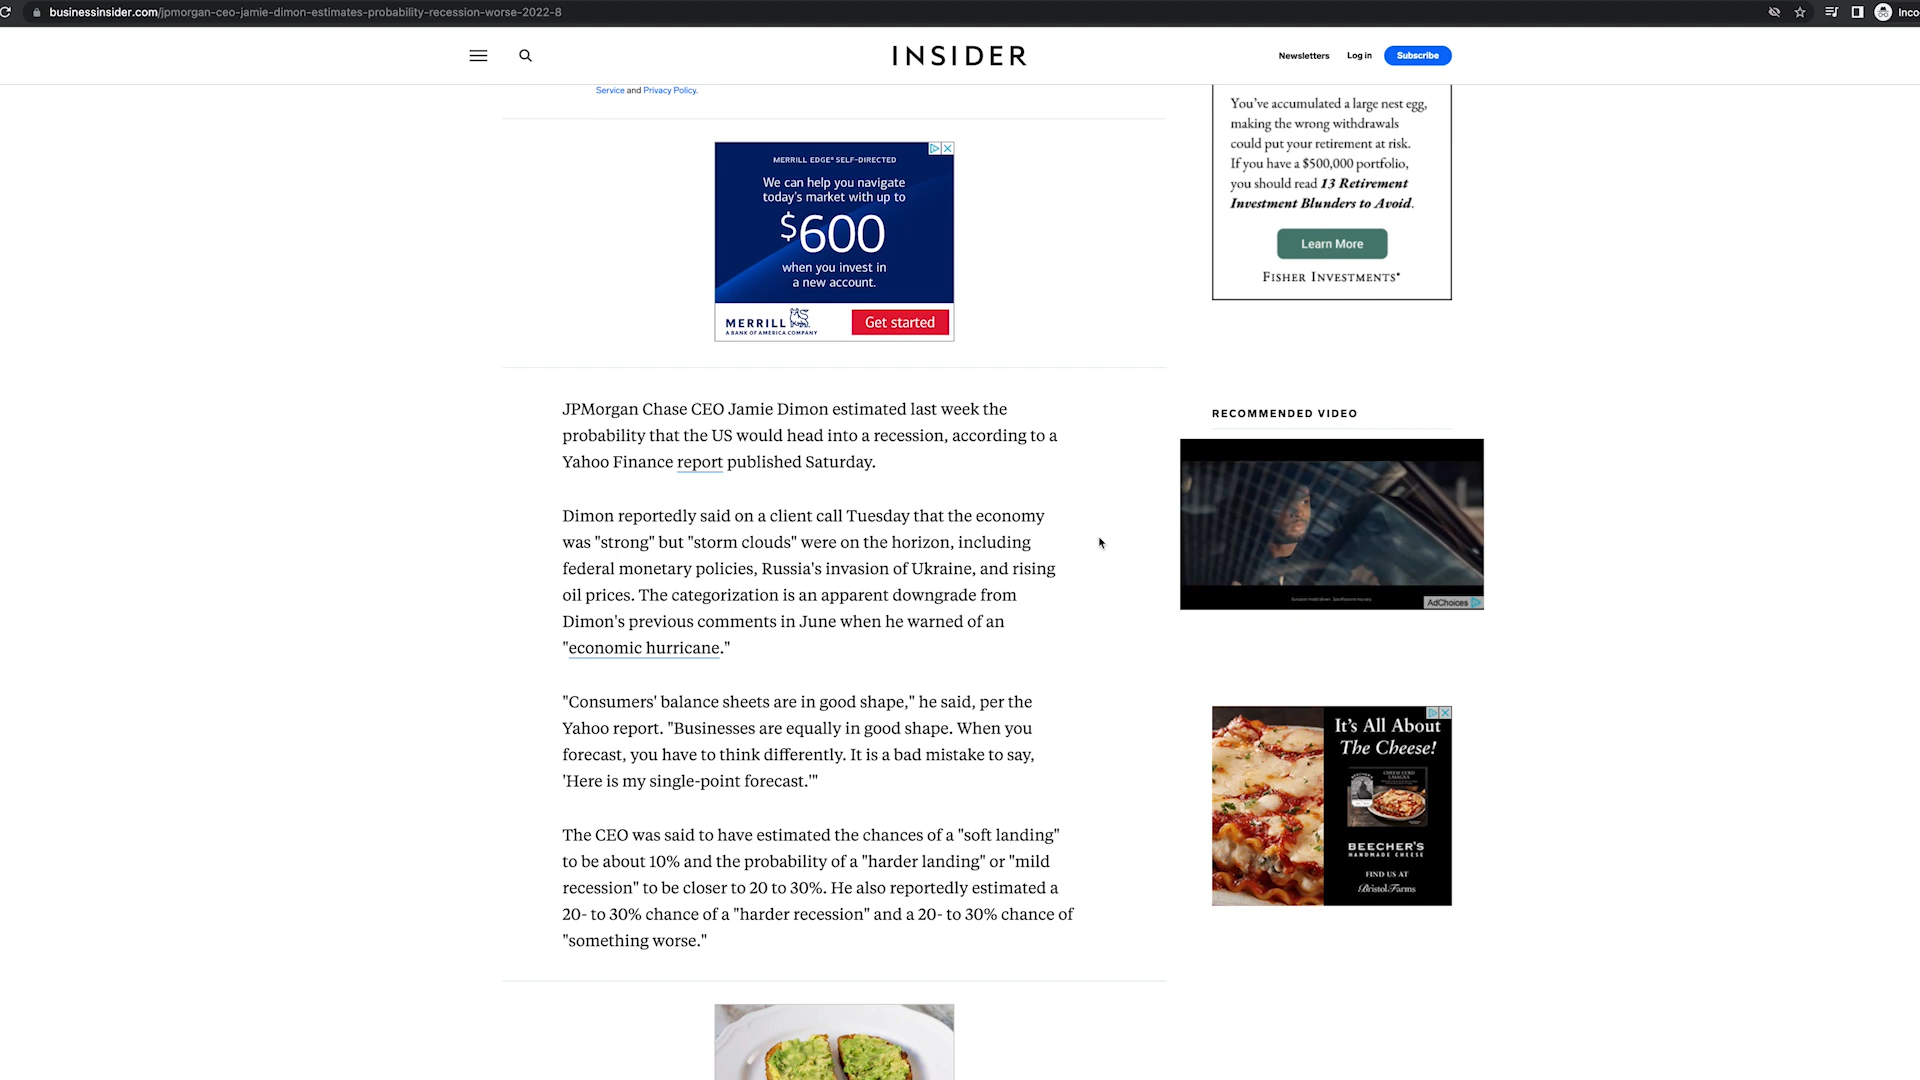 businessinsider.com/jpmorgan-ceo-jamie-dimon-estimates-probability-recession-worse-2022-8
Inco
INSIDER
Newsletters
Log in
Subscribe
Service and Privacy Policy.
MERRILL EDGE® SELF-DIRECTED
We can help you navigate
today's market with up to
$600
when you invest in
a new account.
MERRILL
A BANK OF AMERICA COMPANY
Get started
You've accumulated a large nest egg,
making the wrong withdrawals
could put your retirement at risk.
If you have a $500,000 portfolio,
you should read 13 Retirement
Investment Blunders to Avoid.
Learn More
FISHER INVESTMENTS®
JPMorgan Chase CEO Jamie Dimon estimated last week the
probability that the US would head into a recession, according to a
Yahoo Finance report published Saturday.
Dimon reportedly said on a client call Tuesday that the economy
was "strong" but "storm clouds" were on the horizon, including
federal monetary policies, Russia's invasion of Ukraine, and rising
oil prices. The categorization is an apparent downgrade from
Dimon's previous comments in June when he warned of an
"economic hurricane."
"Consumers' balance sheets are in good shape," he said, per the
Yahoo report. "Businesses are equally in good shape. When you
forecast, you have to think differently. It is a bad mistake to say,
'Here is my single-point forecast.'"
The CEO was said to have estimated the chances of a "soft landing"
to be about 10% and the probability of a "harder landing" or "mild
recession" to be closer to 20 to 30%. He also reportedly estimated a
20- to 30% chance of a "harder recession" and a 20- to 30% chance of
"something worse."
RECOMMENDED VIDEO
European model shown. Specifications may vary.
AdChoices
It's All About
The Cheese!
CHEESE CURD
LASAGNA
BEECHER'S
HANDMADE CHEESE
FIND US AT
Bristol Farms